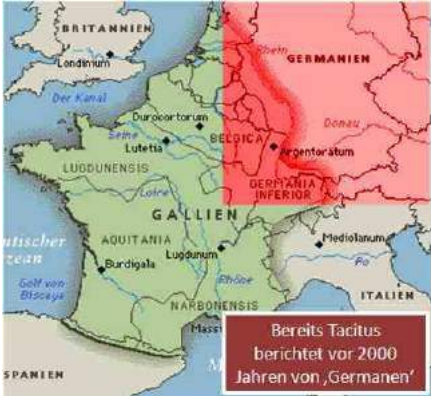 BRITANNIEN
Londinium
Der Kanal
Rhein
GERMANIEN
Durocortorum
Donau
Seine
BELGICA
Lutetia
Argentoratum
LUGDUNENSIS
GERMANIA
INFERIOR
Loire
GALLIEN
AQUITANIA
Lugdunum
Mediolanum
ntischer
zean
Po
Burdigala
Rhône
Golf von
Biscaya
ITALIEN
NARBONENSIS
Mass
M
SPANIEN
Bereits Tacitus
berichtet vor 2000
Jahren von ‚Germanen‘